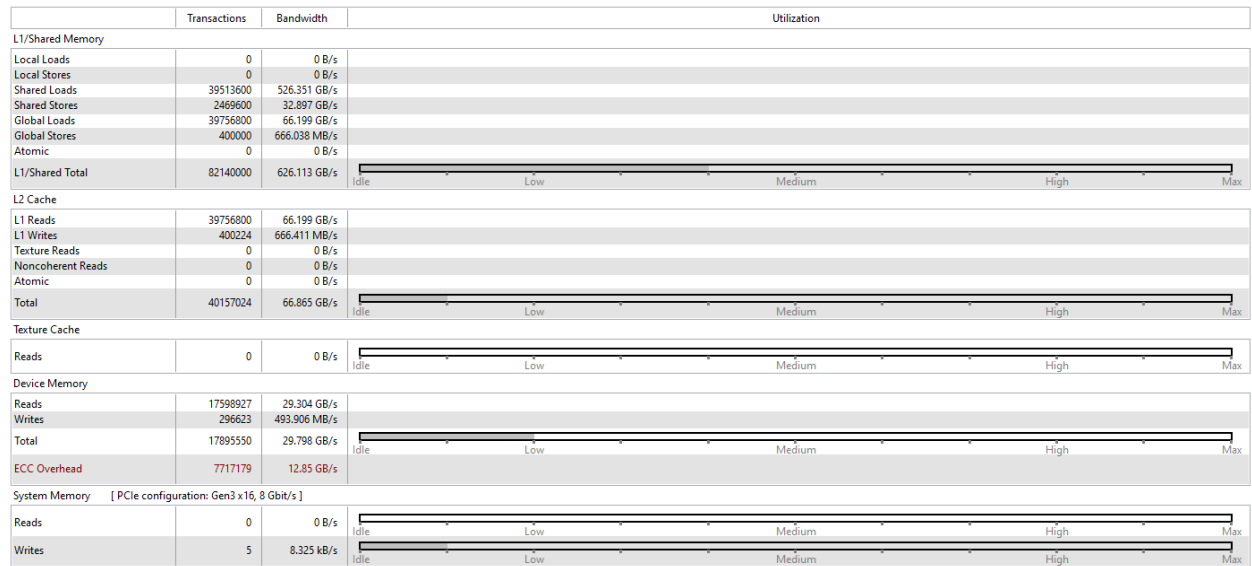 Transactions Bandwidth Utilization
L1/Shared Memory
Local Loads 0 0 B/s
Local Stores 0 0 B/s
Shared Loads 39513600 526.351 GB/s
Shared Stores 2469600 32.897 GB/s
Global Loads 39756800 66.199 GB/s
Global Stores 400000 666.038 MB/s
Atomic 0 0 B/s
L1/Shared Total 82140000 626.113 GB/s
Idle Low Medium High Max
L2 Cache
L1 Reads 39756800 66.199 GB/s
L1 Writes 400224 666.411 MB/s
Texture Reads 0 0 B/s
Noncoherent Reads 0 0 B/s
Atomic 0 0 B/s
Total 40157024 66.865 GB/s
Idle Low Medium High Max
Texture Cache
Reads 0 0 B/s
Idle Low Medium High Max
Device Memory
Reads 17598927 29.304 GB/s
Writes 296623 493.906 MB/s
Total 17895550 29.798 GB/s
Idle Low Medium High Max
ECC Overhead 7717179 12.85 GB/s
System Memory [ PCIe configuration: Gen3 x16, 8 Gbit/s ]
Reads 0 0 B/s
Idle Low Medium High Max
Writes 5 8.325 kB/s
Idle Low Medium High Max